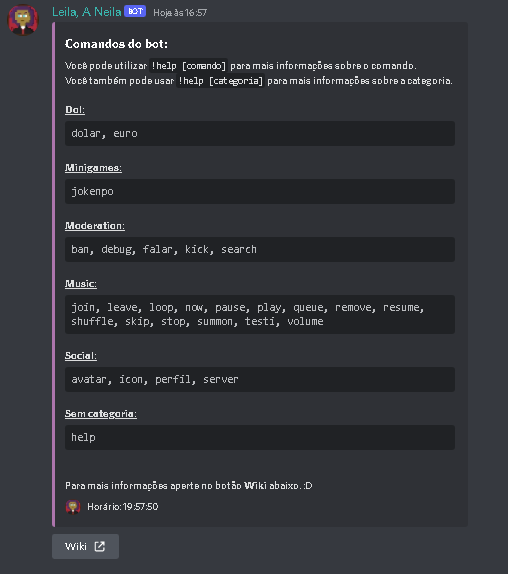 Leila, A Neila BOT Hoje às 16:57
Comandos do bot:
Você pode utilizar !help [comando] para mais informações sobre o comando.
Você também pode usar !help [categoria] para mais informações sobre a categoria.
Dol:
dolar, euro
Minigames:
jokenpo
Moderation:
ban, debug, falar, kick, search
Music:
join, leave, loop, now, pause, play, queue, remove, resume,
shuffle, skip, stop, summon, testi, volume
Social:
avatar, icon, perfil, server
Sem categoria:
help
Para mais informações aperte no botão Wiki abaixo. :D
Horário: 19:57:50
Wiki